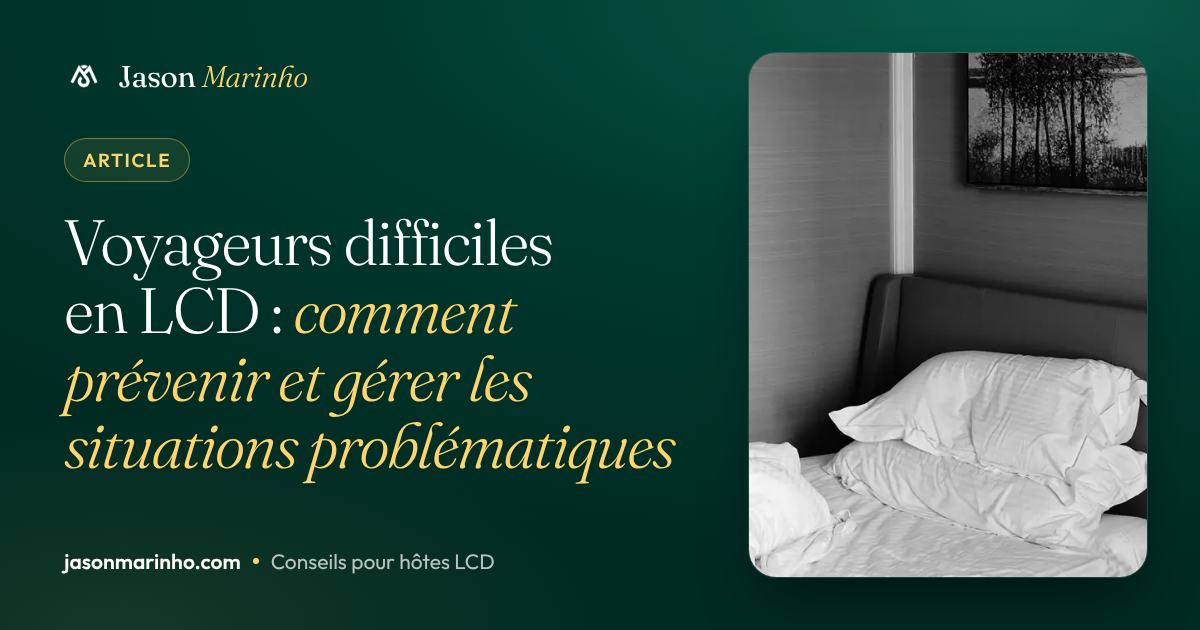 Jason Marinho
ARTICLE
Voyageurs difficiles
en LCD : comment
prévenir et gérer les
situations problématiques
jasonmarinho.com • Conseils pour hôtes LCD